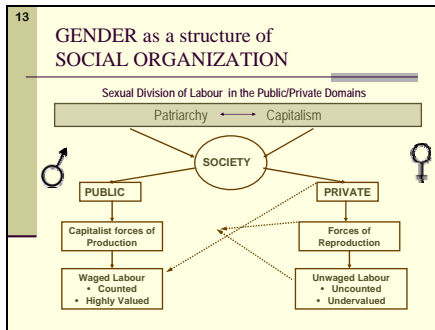 13
GENDER as a structure of
SOCIAL ORGANIZATION
Sexual Division of Labour in the Public/Private Domains
Patriarchy Capitalism
SOCIETY
PUBLIC
PRIVATE
Capitalist forces of
Production
Forces of
Reproduction
Waged Labour
• Counted
• Highly Valued
Unwaged Labour
• Uncounted
• Undervalued